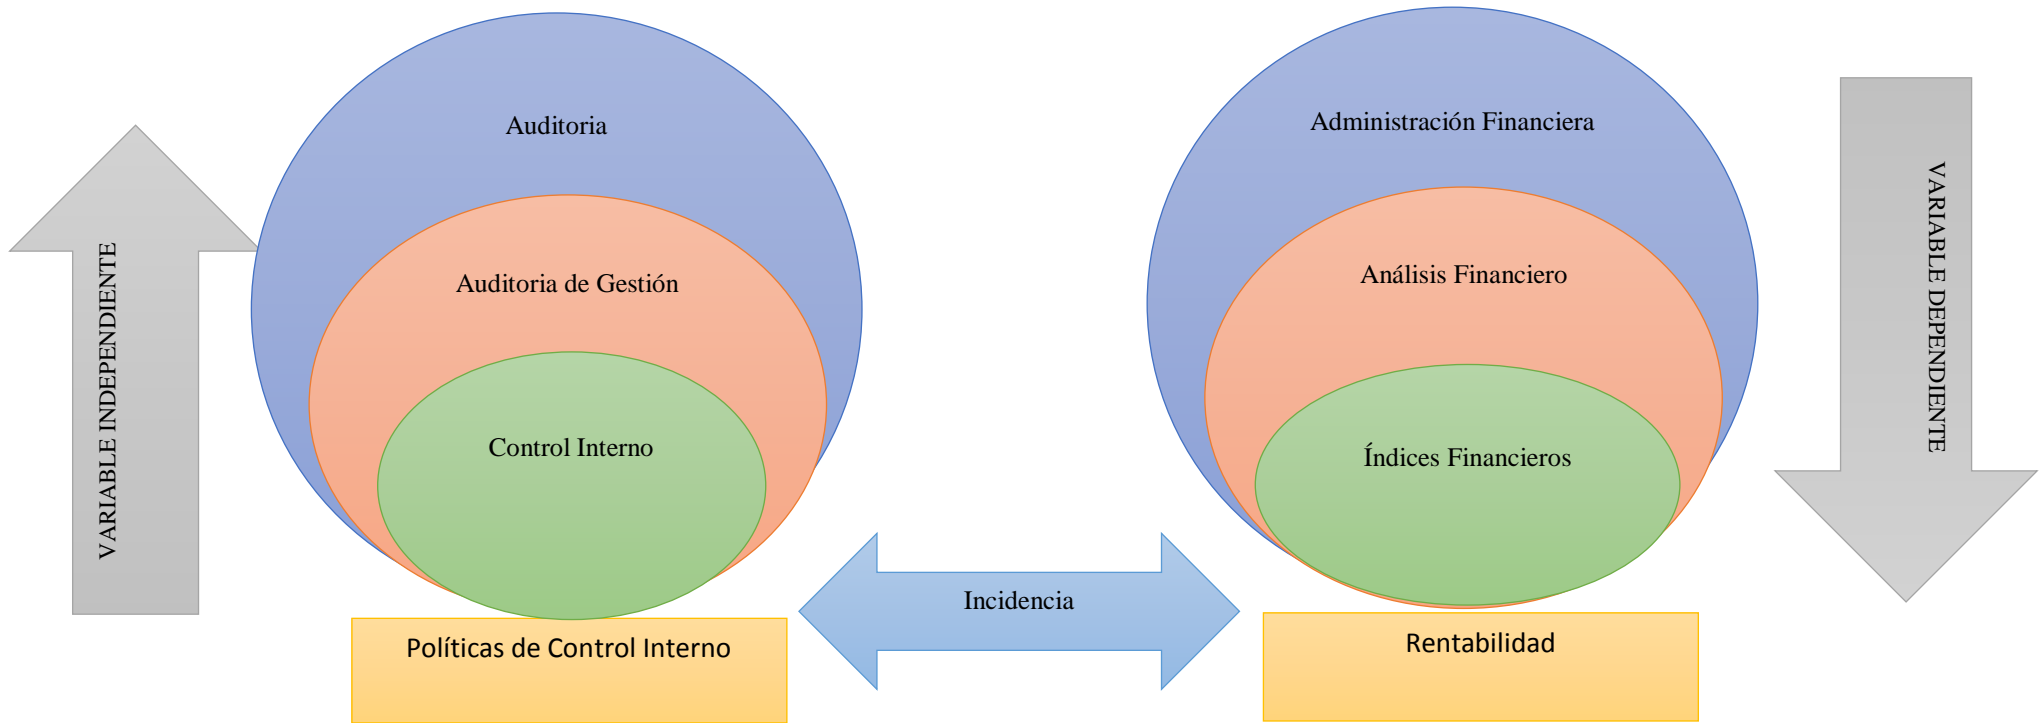 VARIABLE INDEPENDIENTE
Auditoria
Auditoria de Gestión
Control Interno
Políticas de Control Interno
Incidencia
Administración Financiera
Análisis Financiero
Índices Financieros
Rentabilidad
VARIABLE DEPENDIENTE